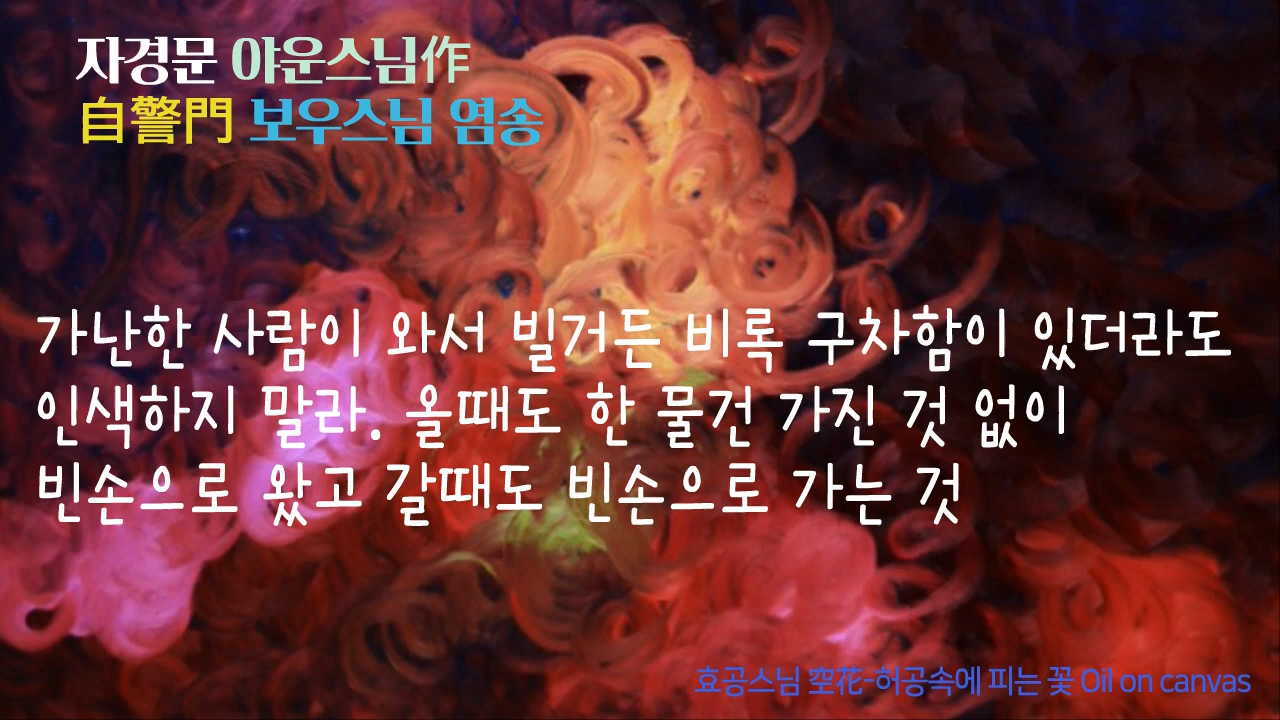 자경문 야운스님作
自警門 보우스님 염송
가난한 사람이 와서 빌거든 비록 구차함이 있더라도
인색하지 말라. 올때도 한 물건 가진 것 없이
빈손으로 왔고 갈때도 빈손으로 가는 것
효공스님 空花-허공속에 피는 꽃 Oil on canvas